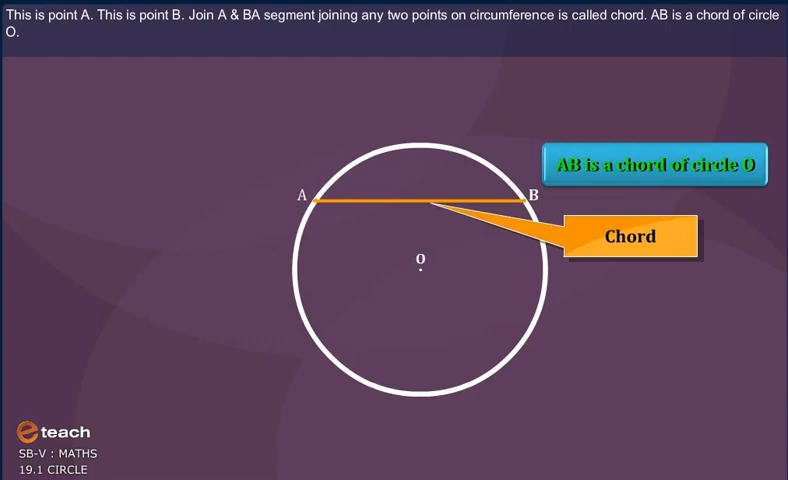 This is point A. This is point B. Join A & BA segment joining any two points on circumference is called chord. AB is a chord of circle
O.
AB is a chord of circle O
A
B
Chord
O
e teach
SB-V : MATHS
19.1 CIRCLE